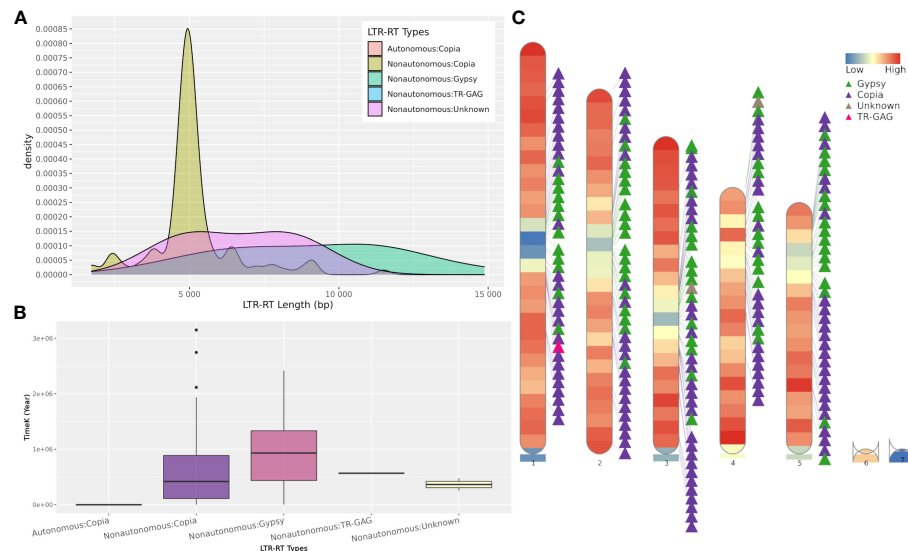 A
LTR-RT Types
Autonomous:Copia
Nonautonomous:Copia
Nonautonomous:Gypsy
Nonautonomous:TR-GAG
Nonautonomous:Unknown
density
0.00085
0.00080
0.00075
0.00070
0.00065
0.00060
0.00055
0.00050
0.00045
0.00040
0.00035
0.00030
0.00025
0.00020
0.00015
0.00010
0.00005
0.00000
5 000
10 000
15 000
LTR-RT Length (bp)
B
TimeK (Year)
3e+06
2e+06
1e+06
0e+00
Autonomous:Copia
Nonautonomous:Copia
Nonautonomous:Gypsy
Nonautonomous:TR-GAG
Nonautonomous:Unknown
LTR-RT Types
C
Low High
Gypsy
Copia
Unknown
TR-GAG
1
2
3
4
5
6
7